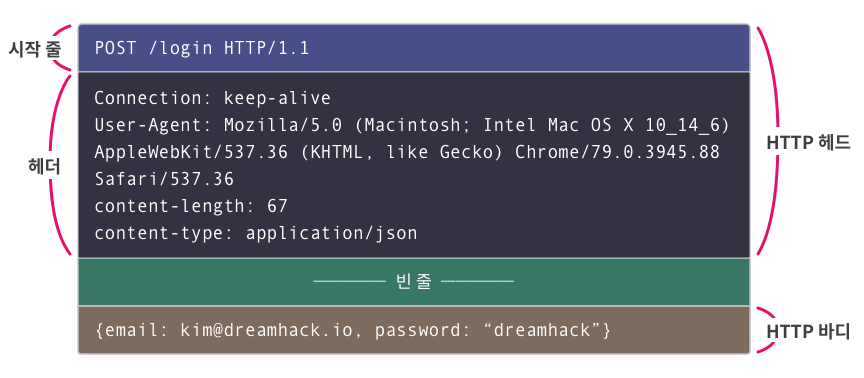 시작 줄
POST /login HTTP/1.1
헤더
Connection: keep-alive
User-Agent: Mozilla/5.0 (Macintosh; Intel Mac OS X 10_14_6)
AppleWebKit/537.36 (KHTML, like Gecko) Chrome/79.0.3945.88
Safari/537.36
content-length: 67
content-type: application/json
HTTP 헤드
빈 줄
{email: kim@dreamhack.io, password: “dreamhack”}
HTTP 바디